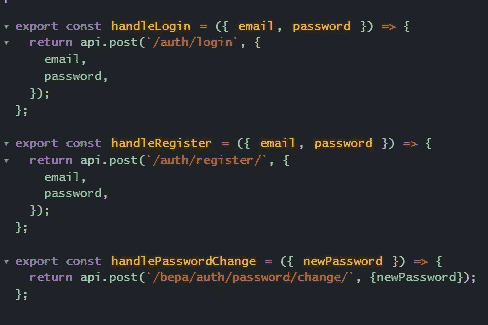 export const handleLogin = ({ email, password }) => {
return api.post(`/auth/login`, {
email,
password,
});
};
export const handleRegister = ({ email, password }) => {
return api.post(`/auth/register/`, {
email,
password,
});
};
export const handlePasswordChange = ({ newPassword }) => {
return api.post(`/bepa/auth/password/change/`, {newPassword});
};